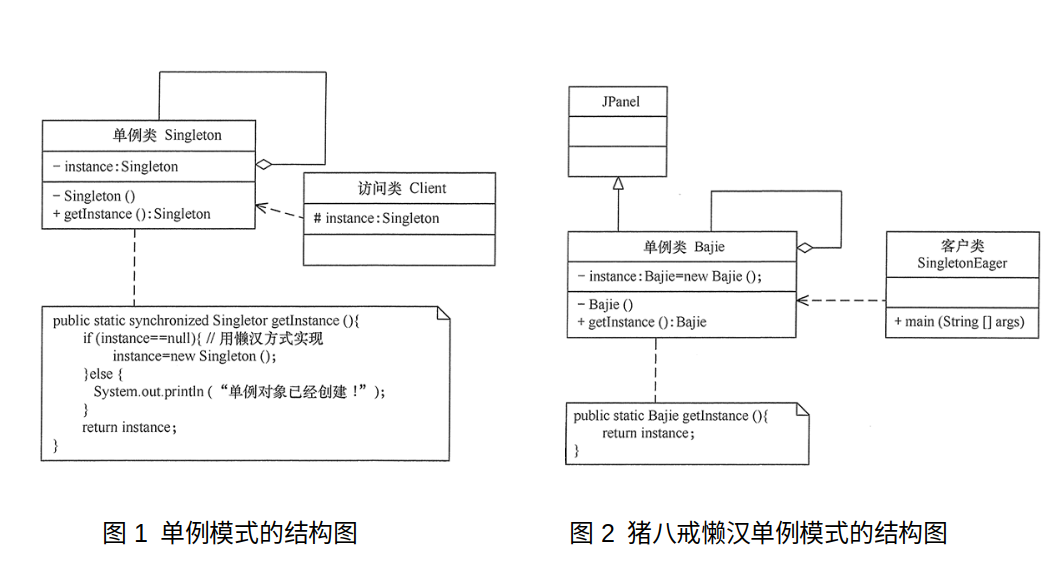 单例类 Singleton
- instance:Singleton
- Singleton ()
+ getInstance ():Singleton
访问类 Client
# instance:Singleton
public static synchronized Singletor getInstance (){
if (instance==null){ // 用懒汉方式实现
instance=new Singleton ();
}else {
System.out.println (“单例对象已经创建！”);
}
return instance;
}
图 1 单例模式的结构图
JPanel
单例类 Bajie
- instance:Bajie=new Bajie ();
- Bajie ()
+ getInstance ():Bajie
客户类
SingletonEager
+ main (String [] args)
public static Bajie getInstance (){
return instance;
}
图 2 猪八戒懒汉单例模式的结构图